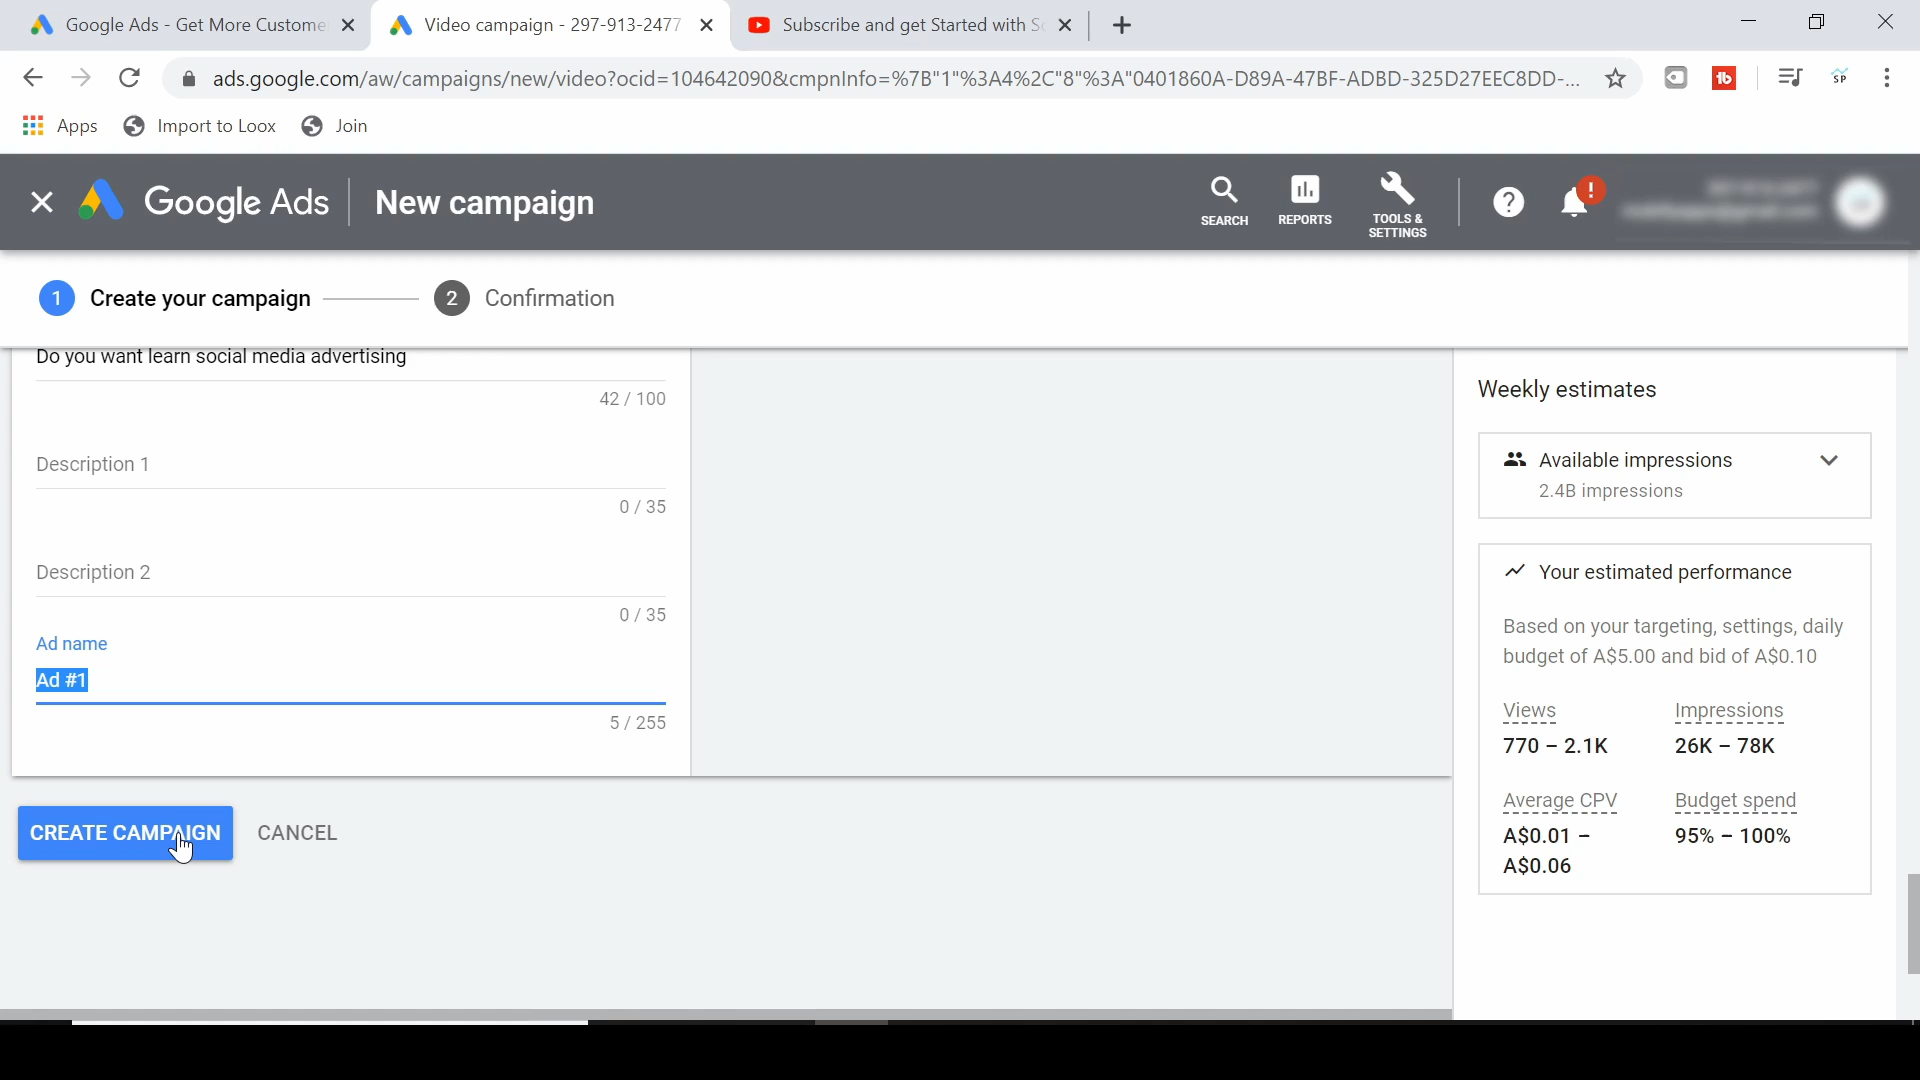 Google Ads - Get More Custome
Video campaign - 297-913-2477
Subscribe and get Started with S
ads.google.com/aw/campaigns/new/video?ocid=104642090&cmpnInfo=%7B"1"%3A4%2C"8"%3A"0401860A-D89A-47BF-ADBD-325D27EEC8DD-...
SP
Apps
Import to Loox
Join
Google Ads
New campaign
SEARCH
REPORTS
TOOLS &
SETTINGS
?
!
1 Create your campaign
2 Confirmation
Do you want learn social media advertising
42 / 100
Description 1
0 / 35
Description 2
0 / 35
Ad name
Ad #1
5 / 255
CREATE CAMPAIGN
CANCEL
Weekly estimates
Available impressions
2.4B impressions
Your estimated performance
Based on your targeting, settings, daily
budget of A$5.00 and bid of A$0.10
Views
Impressions
770 – 2.1K
26K – 78K
Average CPV
Budget spend
A$0.01 –
A$0.06
95% – 100%